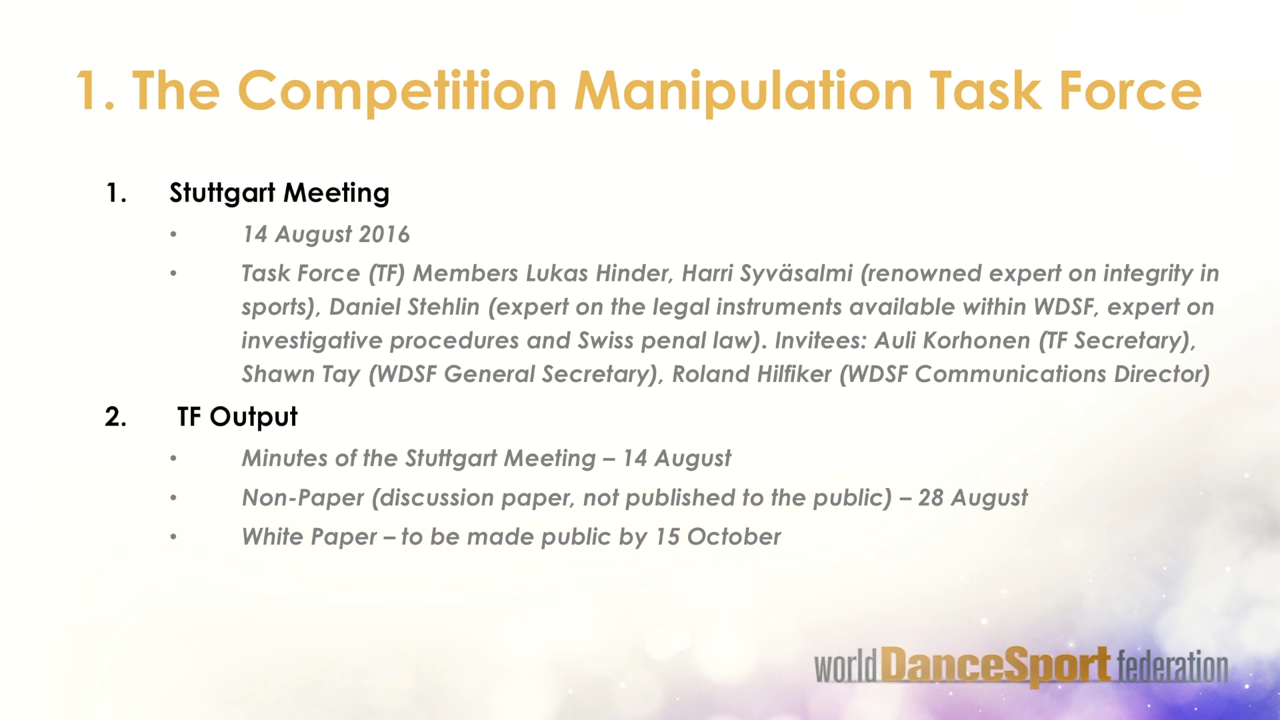 1. The Competition Manipulation Task Force
1. Stuttgart Meeting
• 14 August 2016
• Task Force (TF) Members Lukas Hinder, Harri Syväsalmi (renowned expert on integrity in
sports), Daniel Stehlin (expert on the legal instruments available within WDSF, expert on
investigative procedures and Swiss penal law). Invitees: Auli Korhonen (TF Secretary),
Shawn Tay (WDSF General Secretary), Roland Hilfiker (WDSF Communications Director)
2. TF Output
• Minutes of the Stuttgart Meeting – 14 August
• Non-Paper (discussion paper, not published to the public) – 28 August
• White Paper – to be made public by 15 October
world DanceSport federation